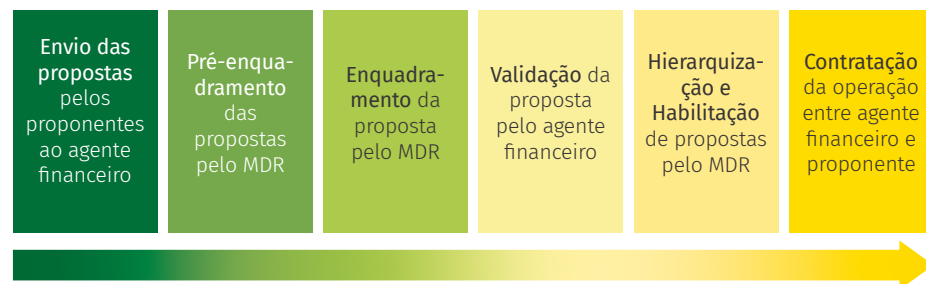 Envio das
propostas
pelos
proponentes
ao agente
financeiro
Pré-enqua-
dramento
das
propostas
pelo MDR
Enquadra-
mento da
proposta
pelo MDR
Validação da
proposta
pelo agente
financeiro
Hierarquiza-
ção e
Habilitação
de propostas
pelo MDR
Contratação
da operação
entre agente
financeiro e
proponente